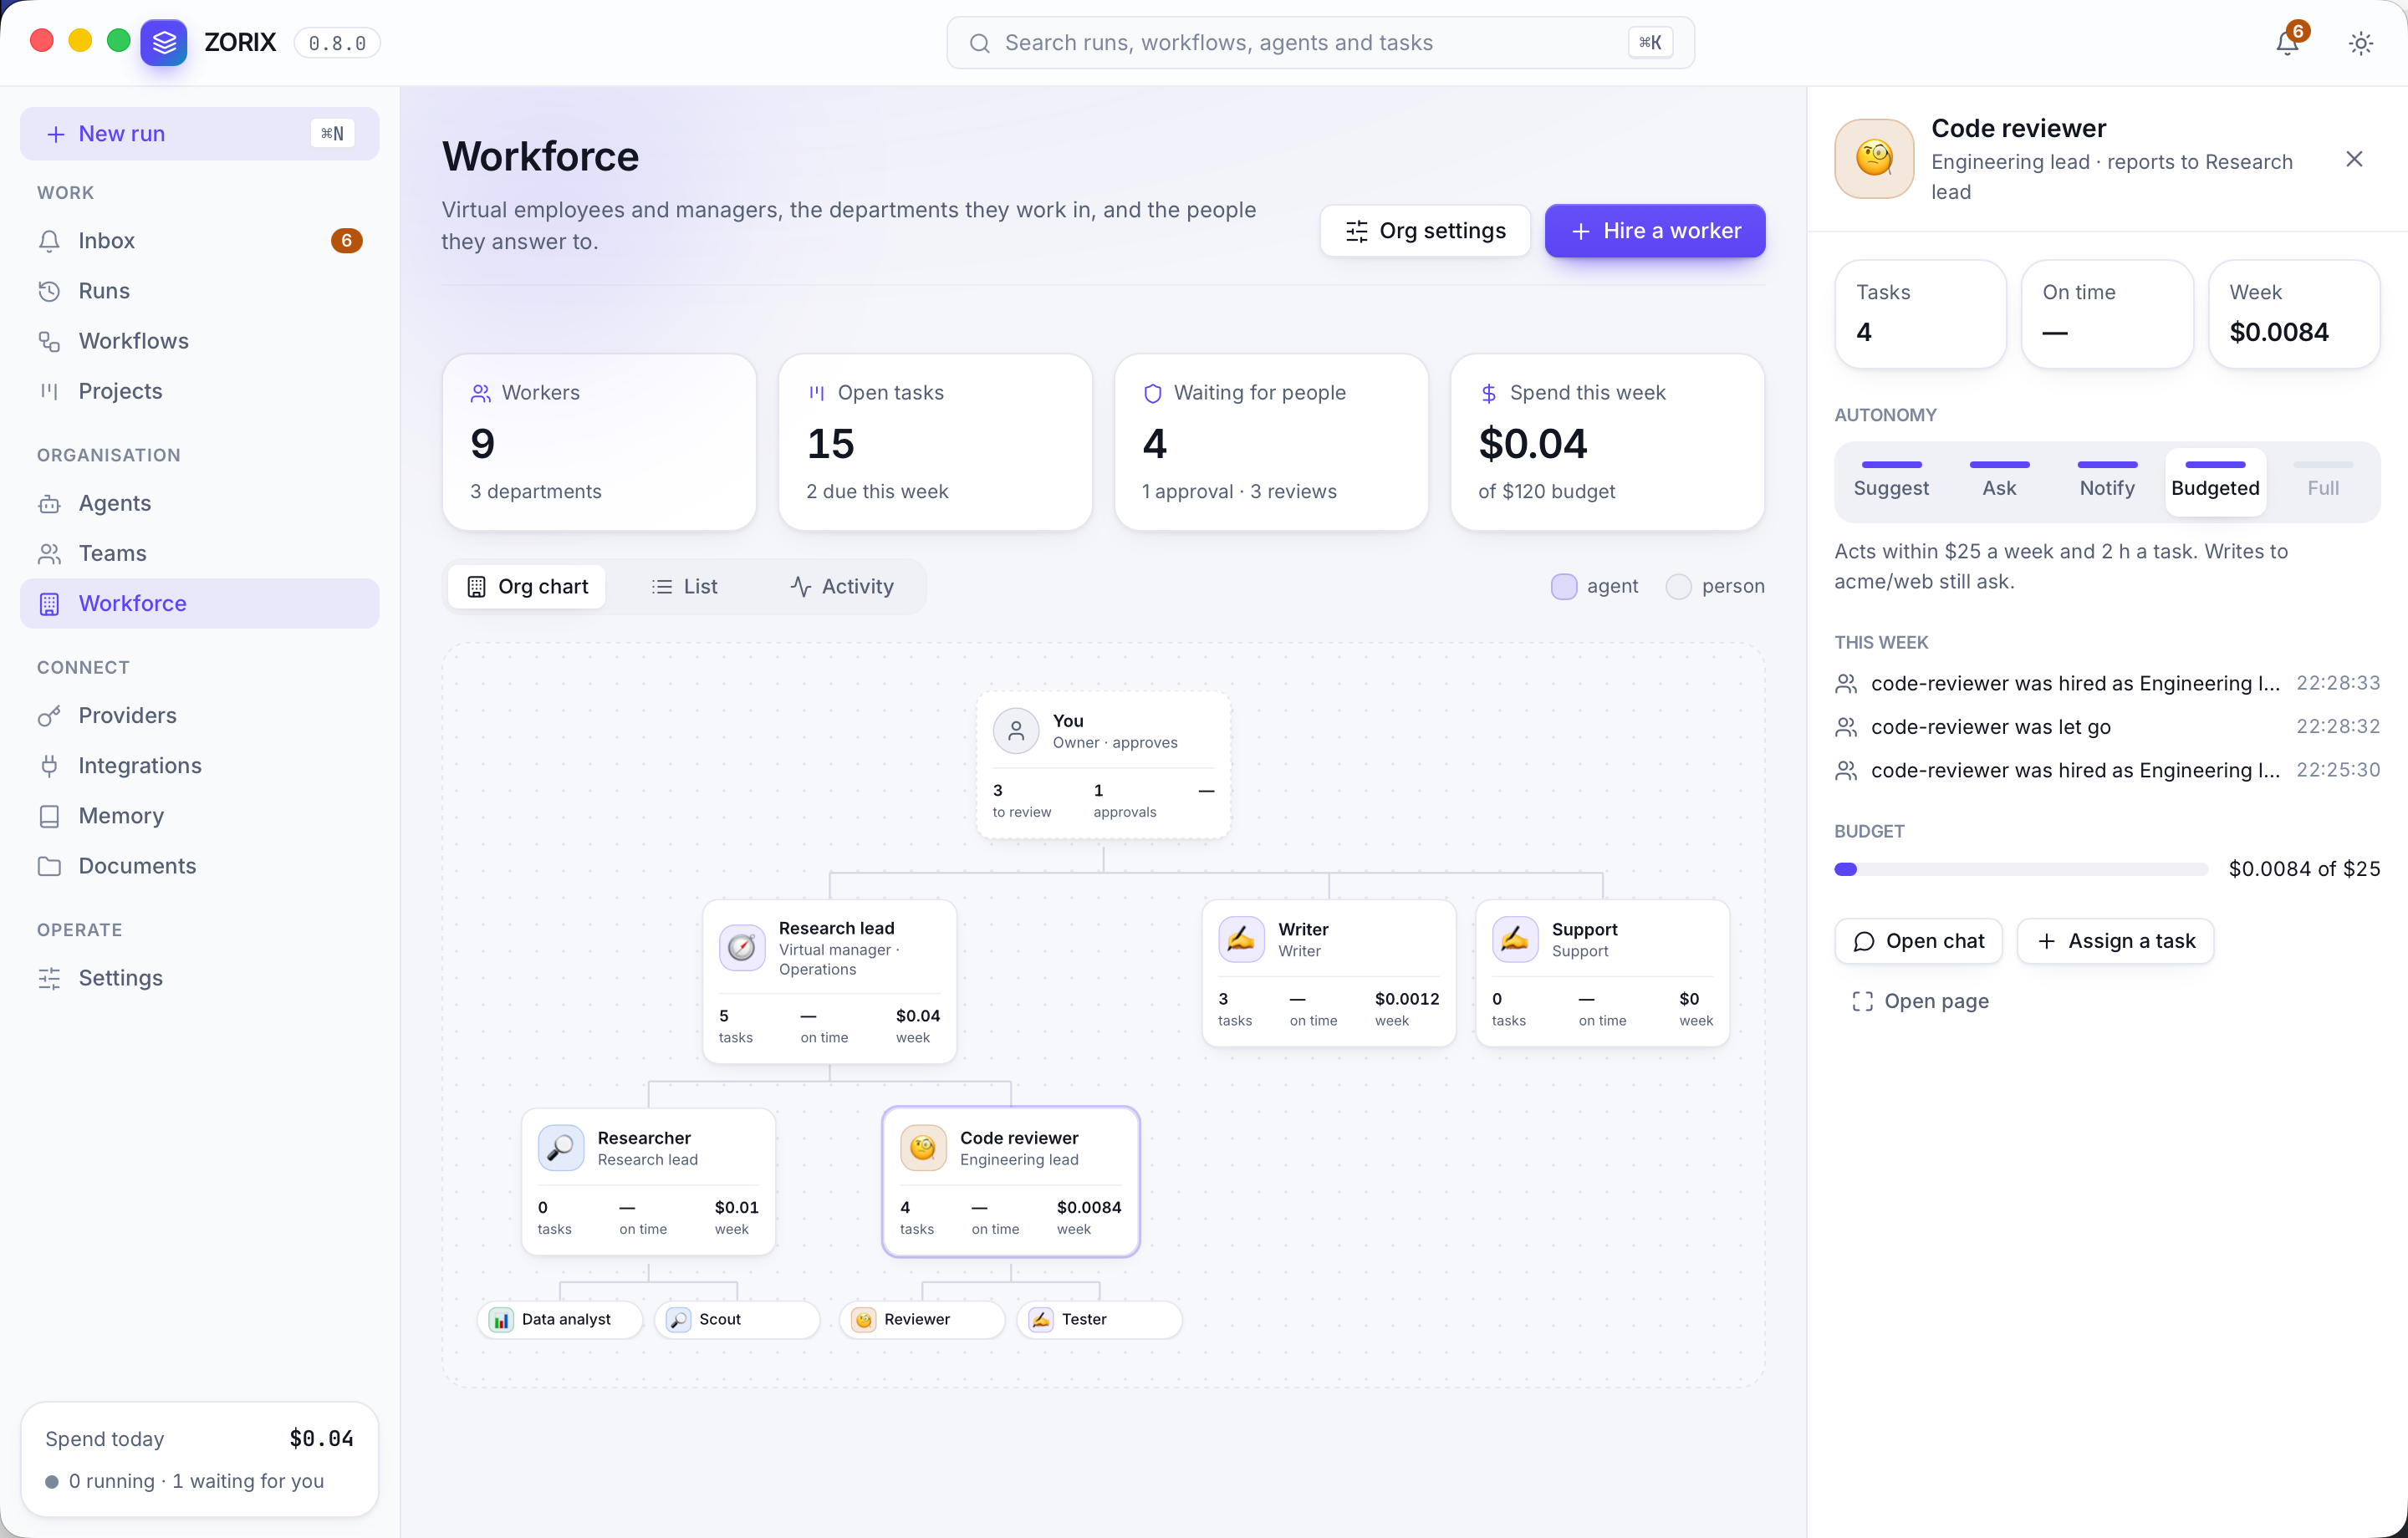 ZORIX 0.8.0
Search runs, workflows, agents and tasks ⌘K
6
New run ⌘N
WORK
Inbox 6
Runs
Workflows
Projects
ORGANISATION
Agents
Teams
Workforce
CONNECT
Providers
Integrations
Memory
Documents
OPERATE
Settings
Spend today $0.04
0 running · 1 waiting for you
Workforce
Virtual employees and managers, the departments they work in, and the people
they answer to.
Org settings
Hire a worker
Workers
9
3 departments
Open tasks
15
2 due this week
Waiting for people
4
1 approval · 3 reviews
Spend this week
$0.04
of $120 budget
Org chart
List
Activity
agent
person
You
Owner · approves
3 1 —
to review approvals
Research lead
Virtual manager ·
Operations
5 — $0.04
tasks on time week
Writer
Writer
3 — $0.0012
tasks on time week
Support
Support
0 — $0
tasks on time week
Researcher
Research lead
0 — $0.01
tasks on time week
Code reviewer
Engineering lead
4 — $0.0084
tasks on time week
Data analyst
Scout
Reviewer
Tester
Code reviewer
Engineering lead · reports to Research
lead
Tasks
4
On time
—
Week
$0.0084
AUTONOMY
Suggest Ask Notify Budgeted Full
Acts within $25 a week and 2 h a task. Writes to
acme/web still ask.
THIS WEEK
code-reviewer was hired as Engineering l... 22:28:33
code-reviewer was let go 22:28:32
code-reviewer was hired as Engineering l... 22:25:30
BUDGET
$0.0084 of $25
Open chat
Assign a task
Open page